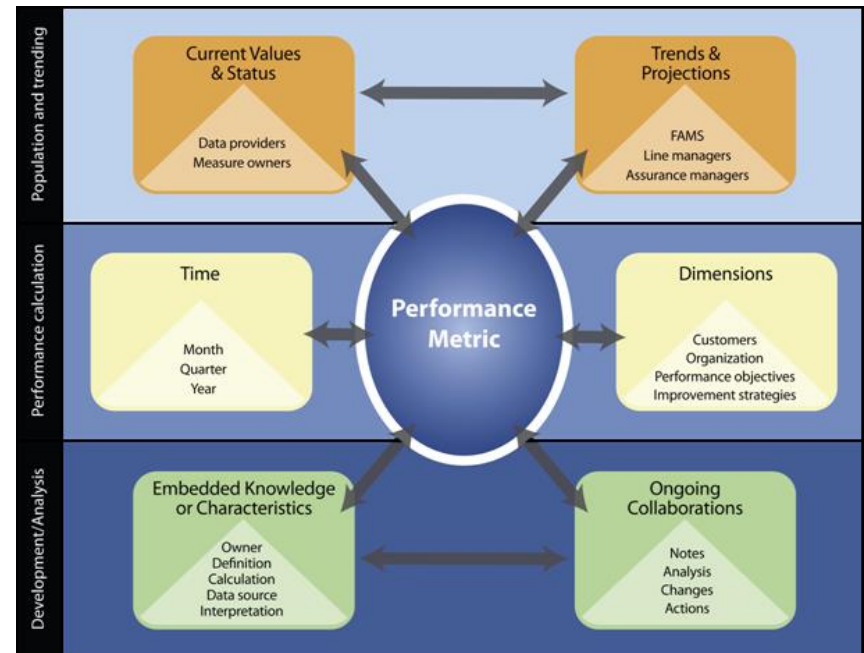 Population and trending
Current Values
& Status
Data providers
Measure owners
Trends &
Projections
FAMS
Line managers
Assurance managers
Performance calculation
Time
Month
Quarter
Year
Performance
Metric
Dimensions
Customers
Organization
Performance objectives
Improvement strategies
Development/Analysis
Embedded Knowledge
or Characteristics
Owner
Definition
Calculation
Data source
Interpretation
Ongoing
Collaborations
Notes
Analysis
Changes
Actions